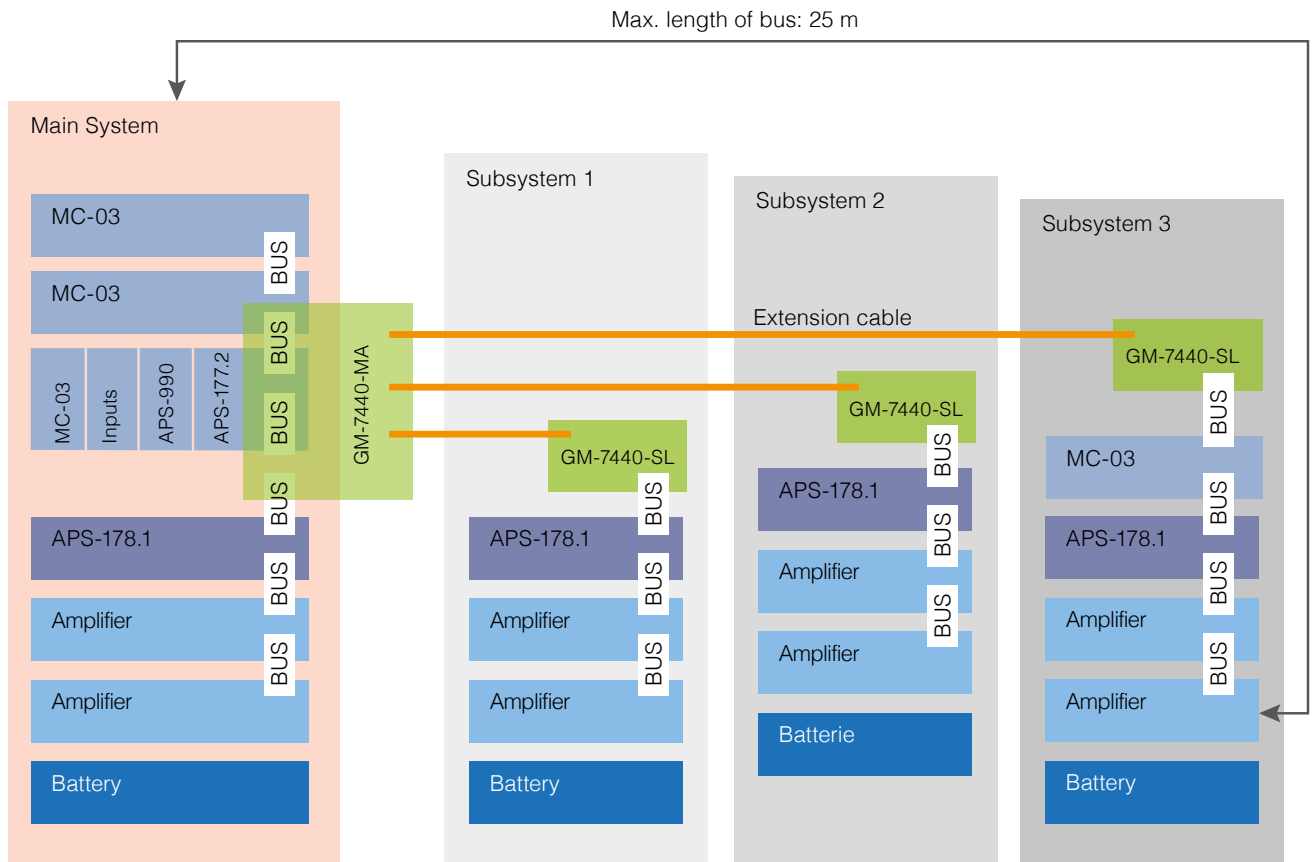 Max. length of bus: 25 m
Main System
MC-03
BUS
MC-03
BUS
MC-03
Inputs
APS-990
APS-177.2
BUS
GM-7440-MA
BUS
APS-178.1
BUS
Amplifier
BUS
Amplifier
Battery
Subsystem 1
GM-7440-SL
BUS
APS-178.1
BUS
Amplifier
BUS
Amplifier
Battery
Subsystem 2
Extension cable
GM-7440-SL
BUS
APS-178.1
BUS
Amplifier
BUS
Amplifier
Batterie
Subsystem 3
GM-7440-SL
BUS
MC-03
BUS
APS-178.1
BUS
Amplifier
BUS
Amplifier
Battery